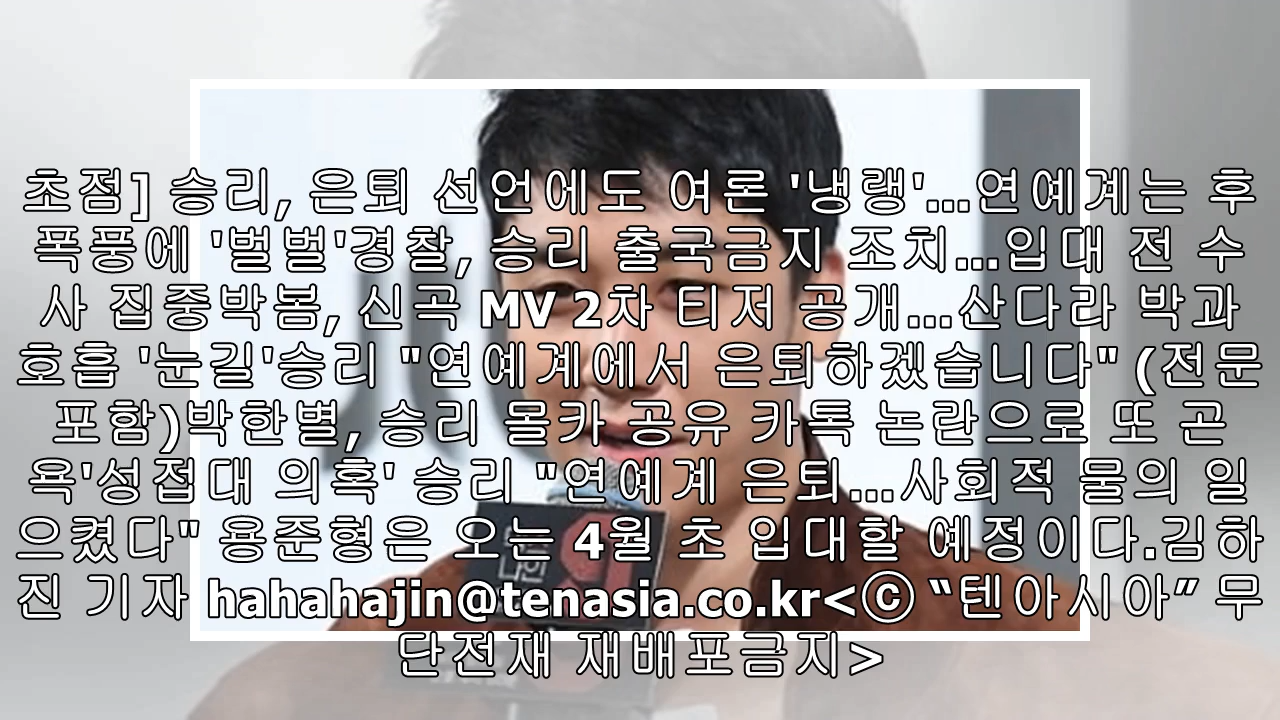 초점] 승리, 은퇴 선언에도 여론 '냉랭'...연예계는 후
폭풍에 '벌벌'경찰, 승리 출국금지 조치...입대 전 수
사 집중박봄, 신곡 MV 2차 티저 공개...산다라 박과
호흡 '눈길'승리 "연예계에서 은퇴하겠습니다" (전문
포함)박한별, 승리 몰카 공유 카톡 논란으로 또 곤
욕'성접대 의혹' 승리 "연예계 은퇴...사회적 물의 일
으켰다" 용준형은 오는 4월 초 입대할 예정이다.김하
진 기자 hahahajin@tenasia.co.kr<ⓒ “텐아시아” 무
단전재 재배포금지>